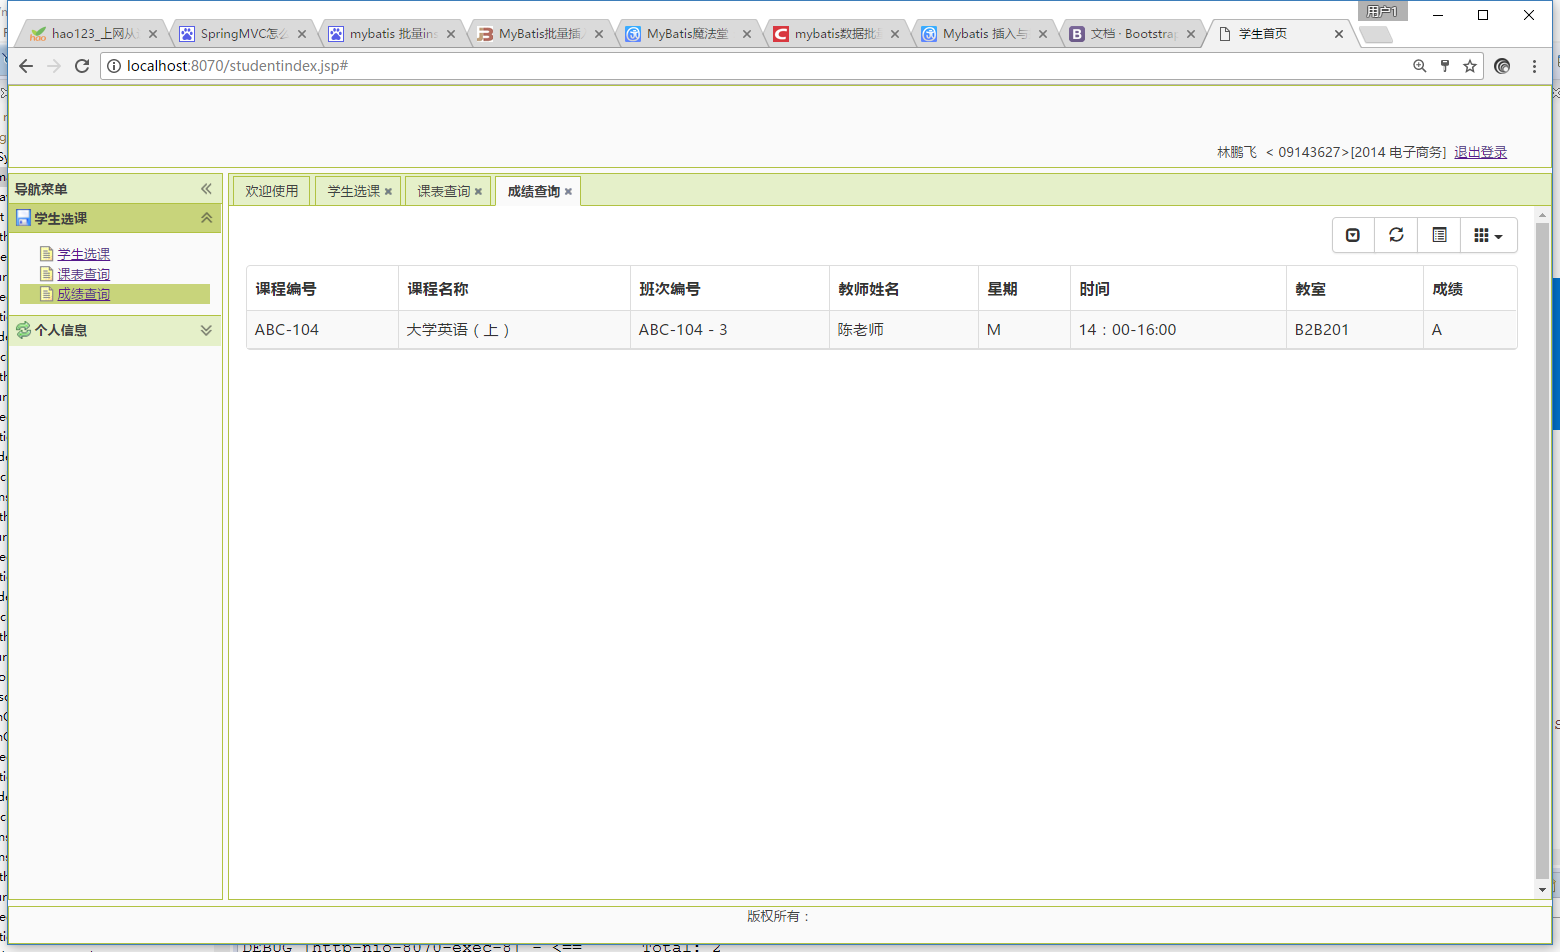 用户1
hao123_上网从
SpringMVC怎么
mybatis 批量ins
MyBatis批量插
MyBatis魔法堂
mybatis数据批
Mybatis 插入与
文档 · Bootstrap
学生首页
localhost:8070/studentindex.jsp#
林鹏飞 < 09143627>[2014 电子商务] 退出登录
导航菜单
学生选课
学生选课
课表查询
成绩查询
个人信息
欢迎使用 学生选课 课表查询 成绩查询
课程编号 课程名称 班次编号 教师姓名 星期 时间 教室 成绩
ABC-104 大学英语（上） ABC-104 - 3 陈老师 M 14：00-16:00 B2B201 A
版权所有：
DEBUG [http-nio-8070-exec-8] - <== Total: 2